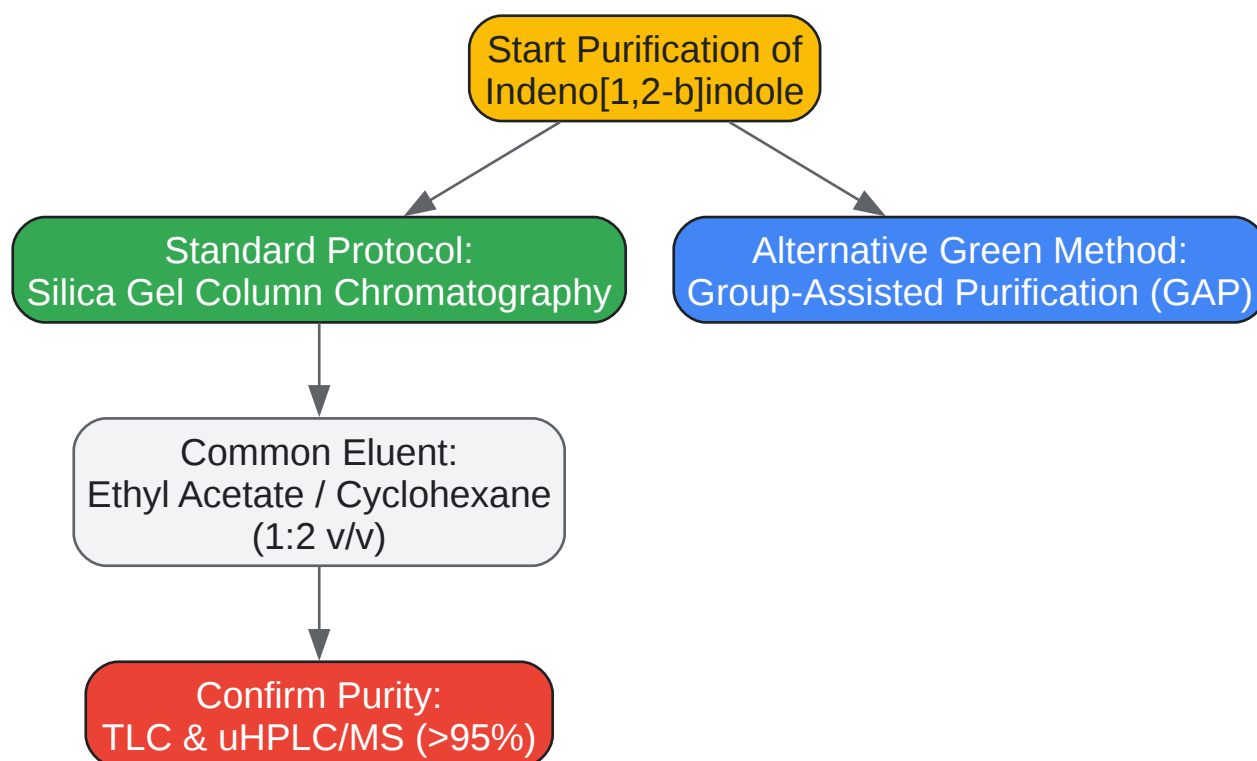 Start Purification of
Indeno[1,2-b]indole
Standard Protocol:
Silica Gel Column Chromatography
Alternative Green Method:
Group-Assisted Purification (GAP)
Common Eluent:
Ethyl Acetate / Cyclohexane
(1:2 v/v)
Confirm Purity:
TLC & uHPLC/MS (>95%)